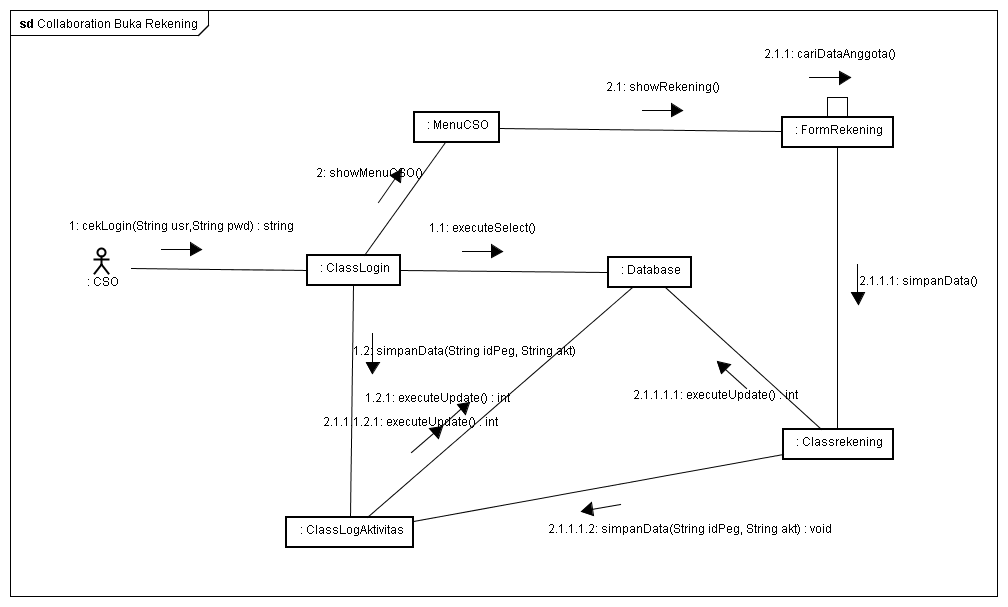 sd Collaboration Buka Rekening
2.1.1: cariDataAnggota()
2.1: showRekening()
: MenuCSO
: FormRekening
2: showMenuCSO()
1: cekLogin(String usr,String pwd) : string
1.1: executeSelect()
: CSO
: ClassLogin
: Database
2.1.1.1: simpanData()
1.2: simpanData(String idPeg, String akt)
1.2.1: executeUpdate() : int
2.1.1.1.1: executeUpdate() : int
2.1.1.1.2.1: executeUpdate() : int
: Classrekening
: ClassLogAktivitas
2.1.1.1.2: simpanData(String idPeg, String akt) : void